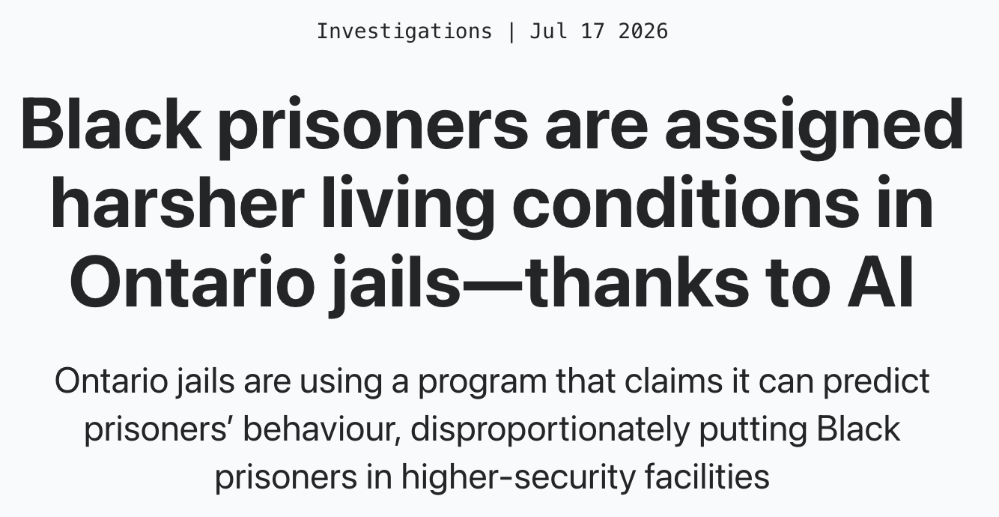 Investigations | Jul 17 2026
Black prisoners are assigned
harsher living conditions in
Ontario jails—thanks to AI
Ontario jails are using a program that claims it can predict
prisoners’ behaviour, disproportionately putting Black
prisoners in higher-security facilities